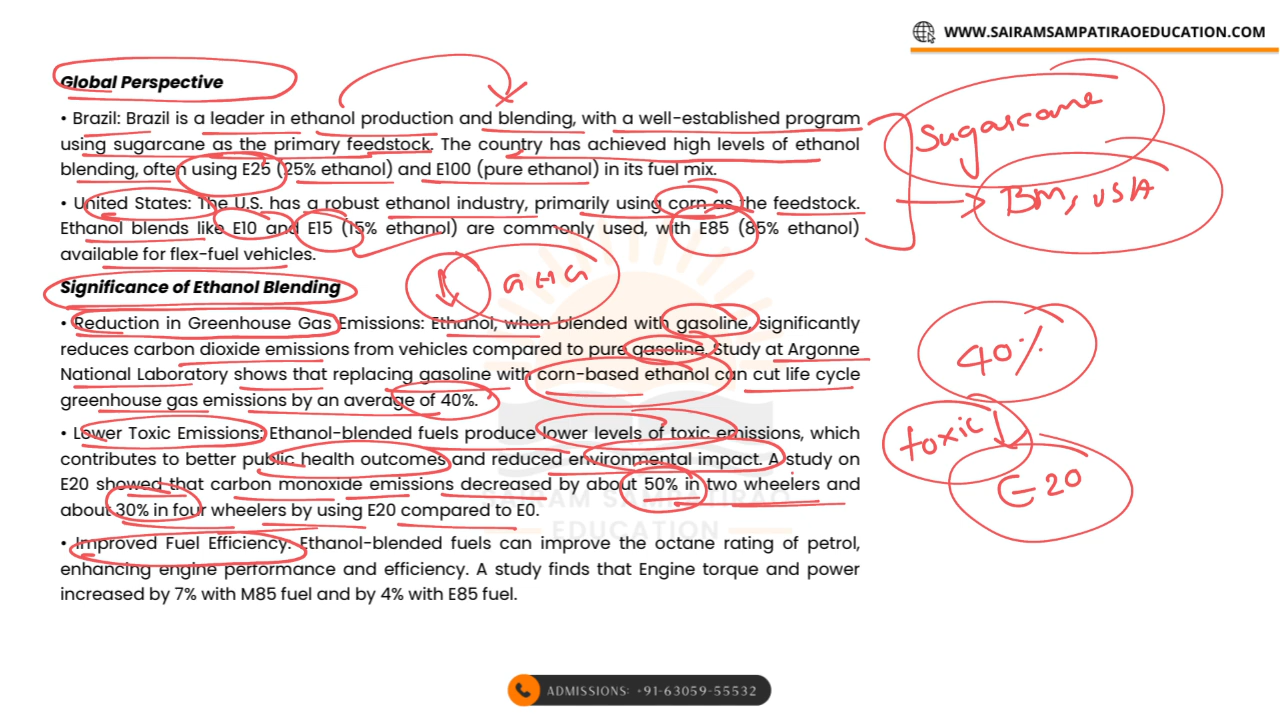 WWW.SAIRAMSAMPATIRAOEDUCATION.COM
Global Perspective
• Brazil: Brazil is a leader in ethanol production and blending, with a well-established program
using sugarcane as the primary feedstock. The country has achieved high levels of ethanol
blending, often using E25 (25% ethanol) and E100 (pure ethanol) in its fuel mix.
Sugarcane
• United States: The U.S. has a robust ethanol industry, primarily using corn as the feedstock.
Ethanol blends like E10 and E15 (15% ethanol) are commonly used, with E85 (85% ethanol)
available for flex-fuel vehicles.
USA
GHG
Significance of Ethanol Blending
• Reduction in Greenhouse Gas Emissions: Ethanol, when blended with gasoline, significantly
reduces carbon dioxide emissions from vehicles compared to pure gasoline. Study at Argonne
National Laboratory shows that replacing gasoline with corn-based ethanol can cut life cycle
greenhouse gas emissions by an average of 40%.
40%
• Lower Toxic Emissions: Ethanol-blended fuels produce lower levels of toxic emissions, which
contributes to better public health outcomes and reduced environmental impact. A study on
E20 showed that carbon monoxide emissions decreased by about 50% in two wheelers and
about 30% in four wheelers by using E20 compared to E0.
toxic ↓
E20
• Improved Fuel Efficiency: Ethanol-blended fuels can improve the octane rating of petrol,
enhancing engine performance and efficiency. A study finds that Engine torque and power
increased by 7% with M85 fuel and by 4% with E85 fuel.
SAIRAM SAMPATIRAO
EDUCATION
ADMISSIONS: +91-63059-55532